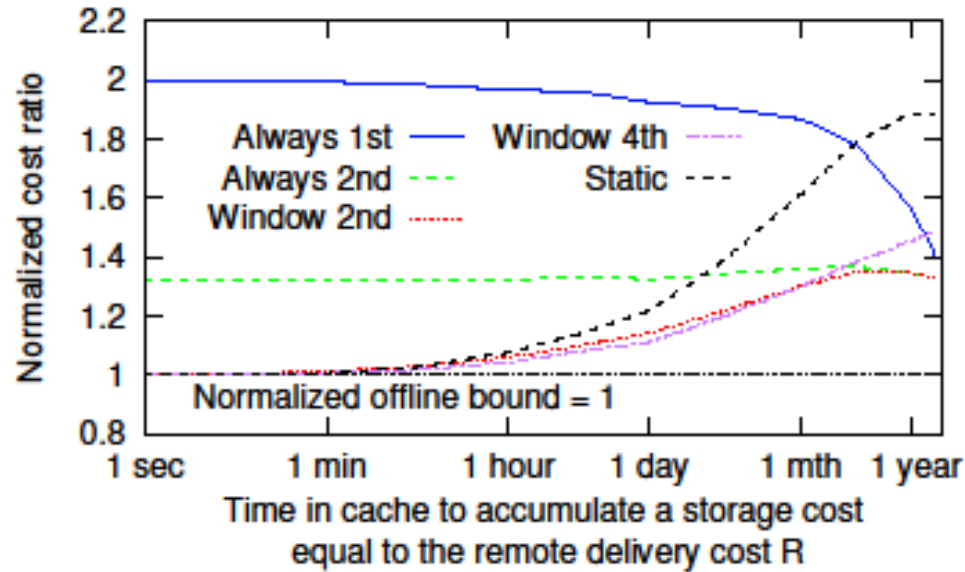 2.2
2
1.8
1.6
1.4
1.2
1
0.8
Normalized cost ratio
Always 1st
Always 2nd
Window 2nd
Window 4th
Static
Normalized offline bound = 1
1 sec 1 min 1 hour 1 day 1 mth 1 year
Time in cache to accumulate a storage cost
equal to the remote delivery cost R